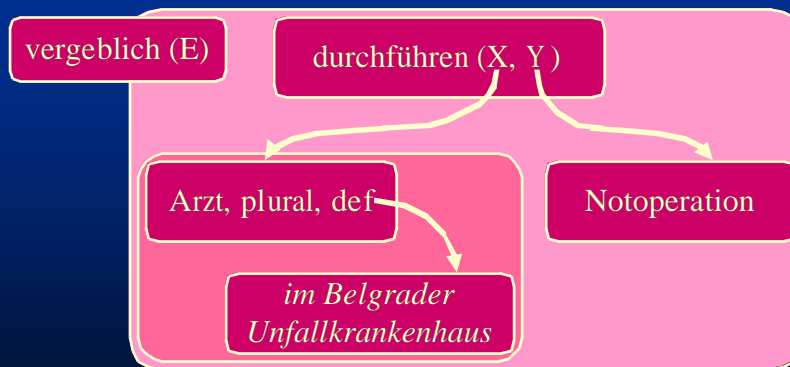 vergeblich (E)
durchführen (X, Y )
Arzt, plural, def
Notoperation
im Belgrader
Unfallkrankenhaus